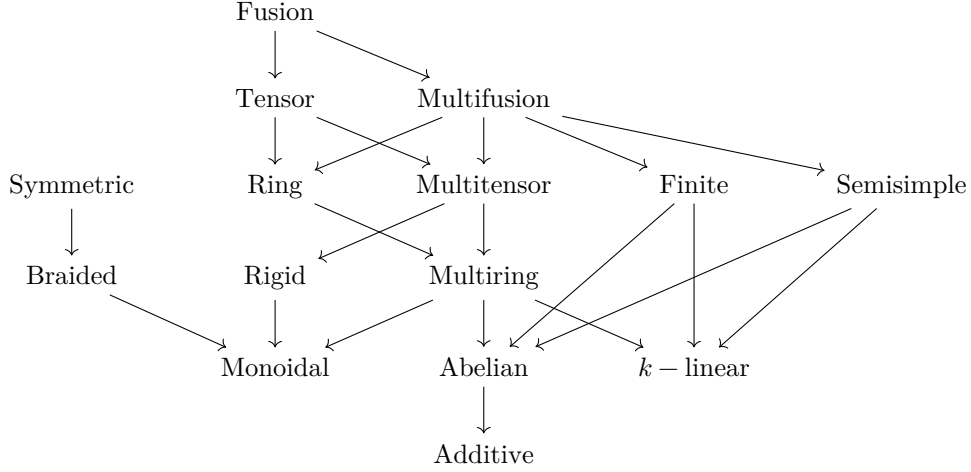 Fusion
Tensor Multifusion
Symmetric Ring Multitensor Finite Semisimple
Braided Rigid Multiring
Monoidal Abelian k − linear
Additive